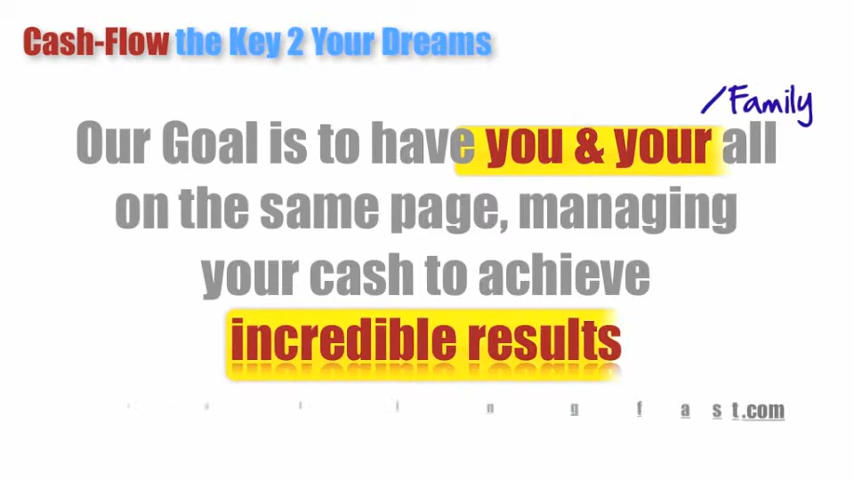 Cash-Flow the Key 2 Your Dreams
/Family
Our Goal is to have you & your all
on the same page, managing
your cash to achieve
incredible results
n g f a s t.com